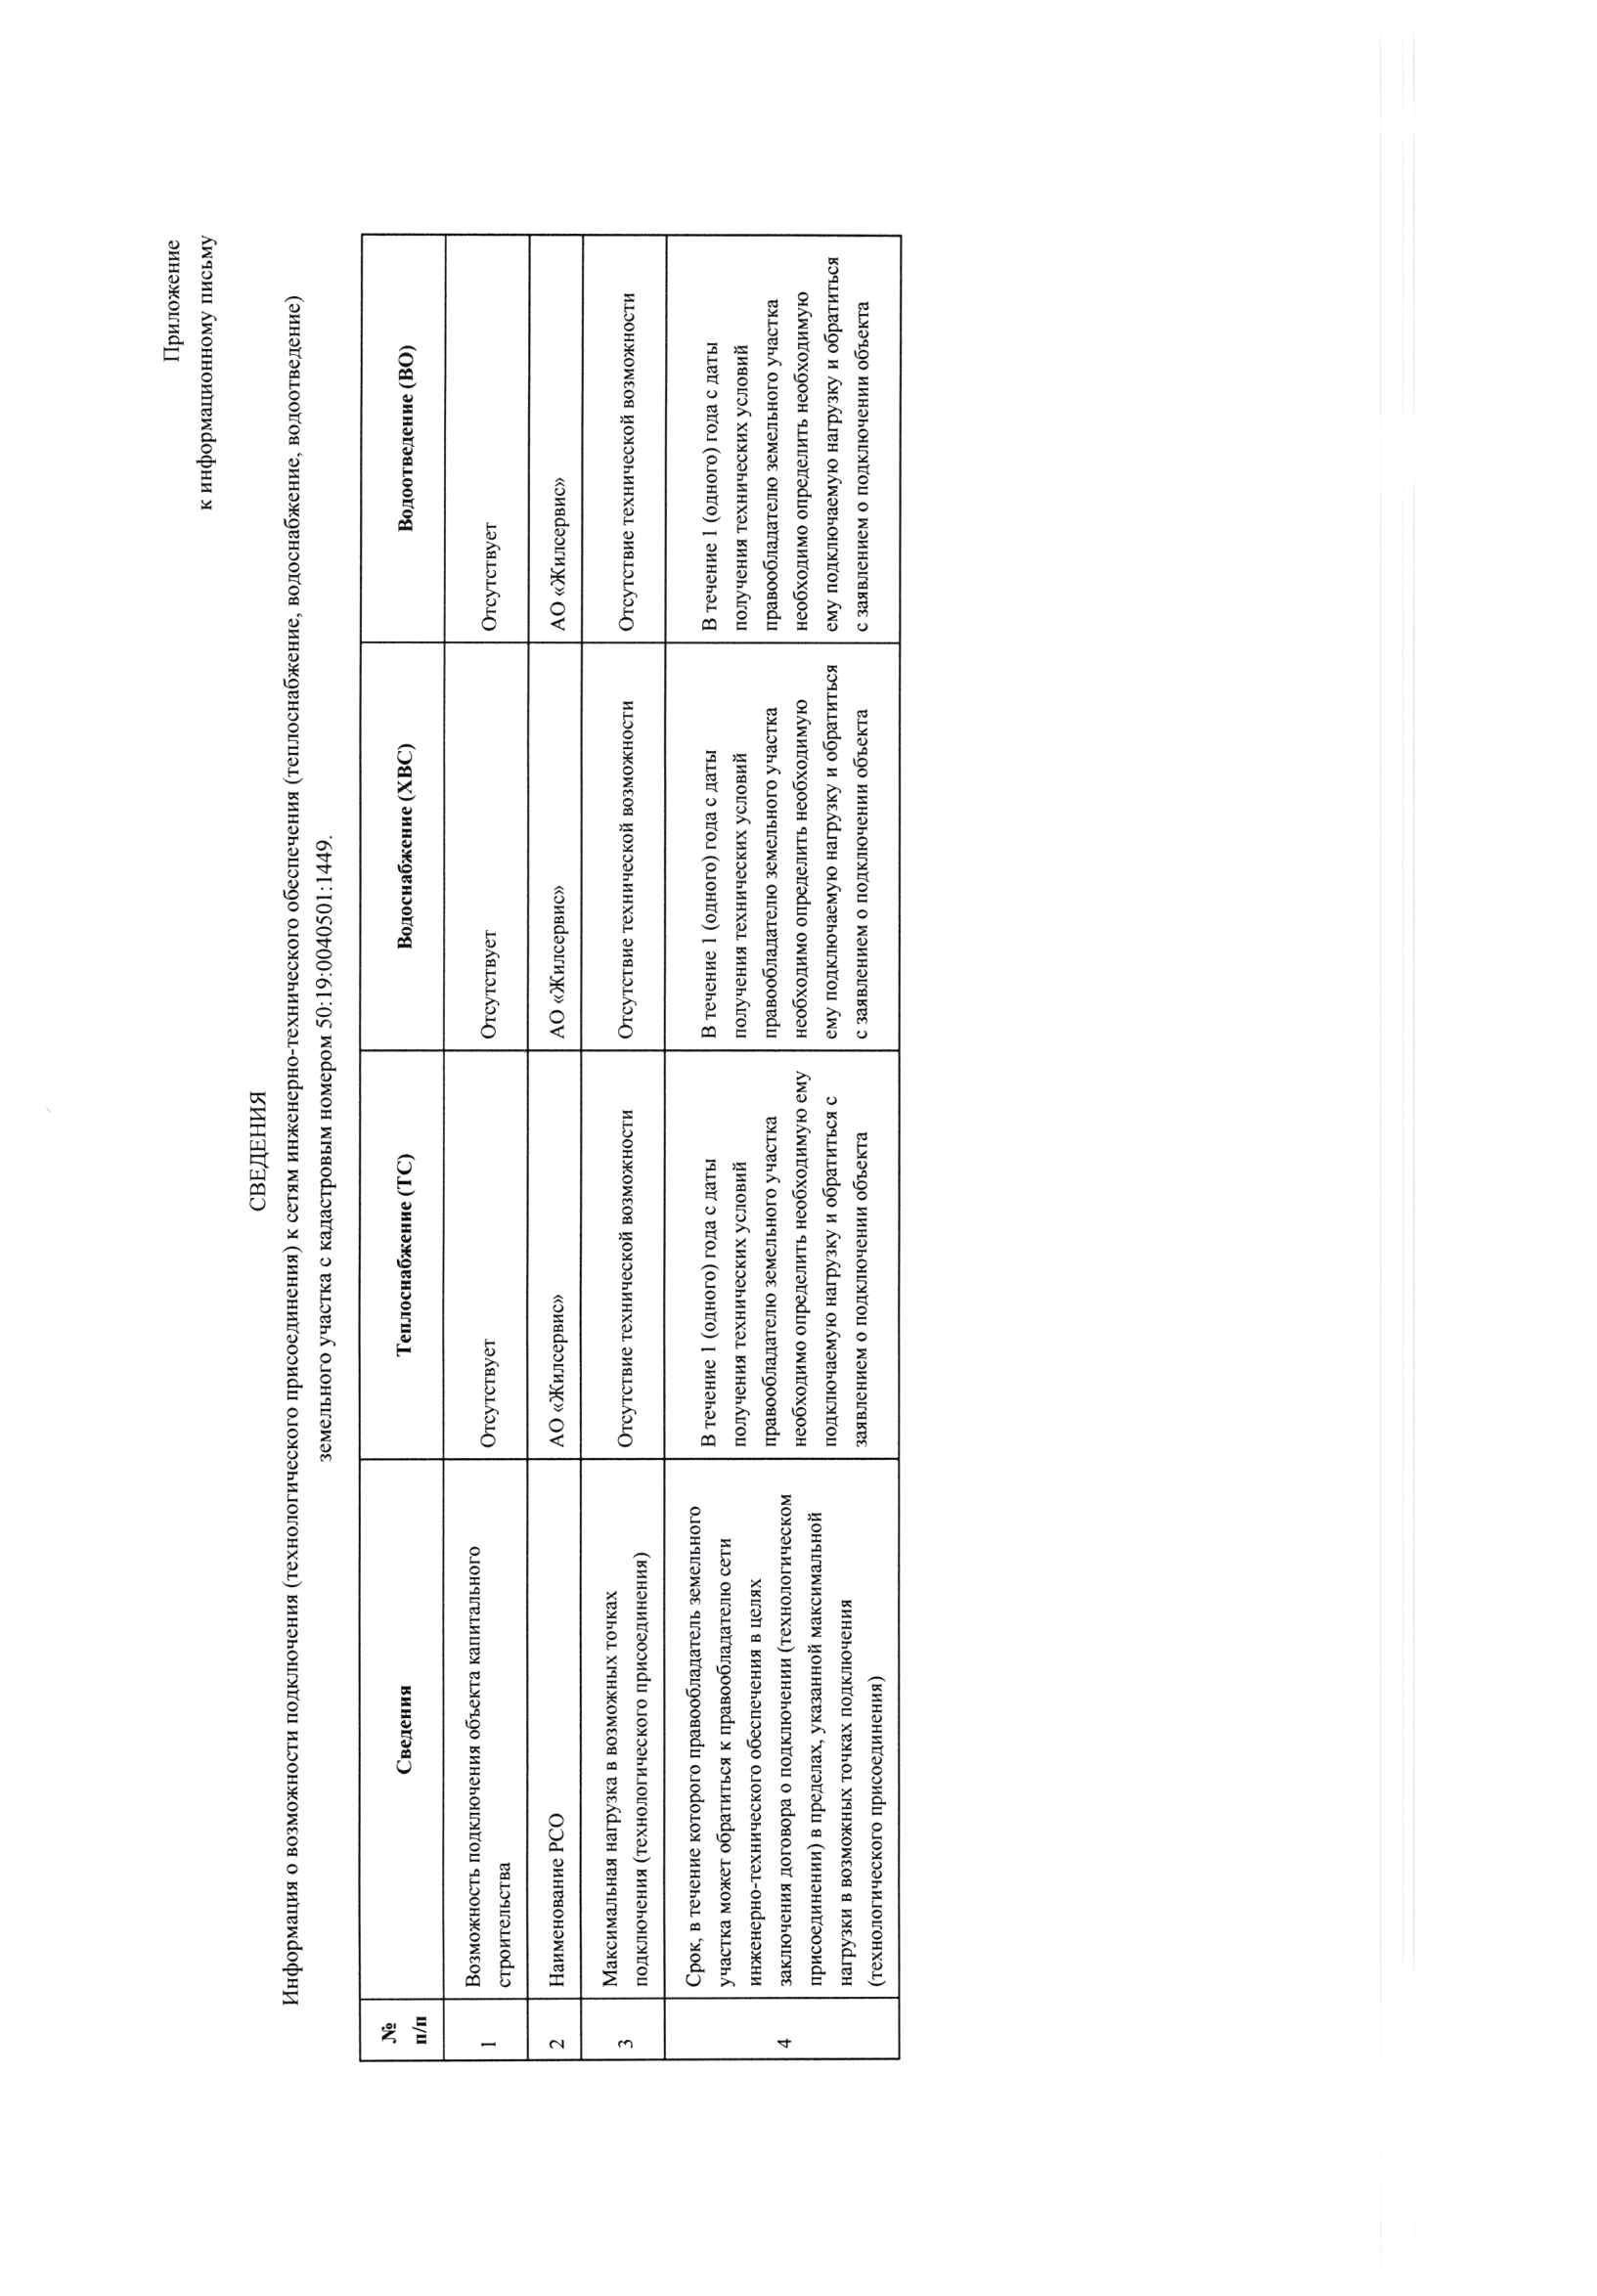 Приложение
к информационному письму
СВЕДЕНИЯ
Информация о возможности подключения (технологического присоединения) к сетям инженерно-технического обеспечения (теплоснабжение, водоснабжение, водоотведение)
земельного участка с кадастровым номером 50:19:0040501:1449.
№
п/п
Сведения
Теплоснабжение (ТС)
Водоснабжение (ХВС)
Водоотведение (ВО)
1
Возможность подключения объекта капитального
строительства
Отсутствует
Отсутствует
Отсутствует
2
Наименование РСО
АО «Жилсервис»
АО «Жилсервис»
АО «Жилсервис»
3
Максимальная нагрузка в возможных точках
подключения (технологического присоединения)
Отсутствие технической возможности
Отсутствие технической возможности
Отсутствие технической возможности
4
Срок, в течение которого правообладатель земельного
участка может обратиться к правообладателю сети
инженерно-технического обеспечения в целях
заключения договора о подключении (технологическом
присоединении) в пределах, указанной максимальной
нагрузки в возможных точках подключения
(технологического присоединения)
В течение 1 (одного) года с даты
получения технических условий
правообладателю земельного участка
необходимо определить необходимую ему
подключаемую нагрузку и обратиться с
заявлением о подключении объекта
В течение 1 (одного) года с даты
получения технических условий
правообладателю земельного участка
необходимо определить необходимую
ему подключаемую нагрузку и обратиться
с заявлением о подключении объекта
В течение 1 (одного) года с даты
получения технических условий
правообладателю земельного участка
необходимо определить необходимую
ему подключаемую нагрузку и обратиться
с заявлением о подключении объекта